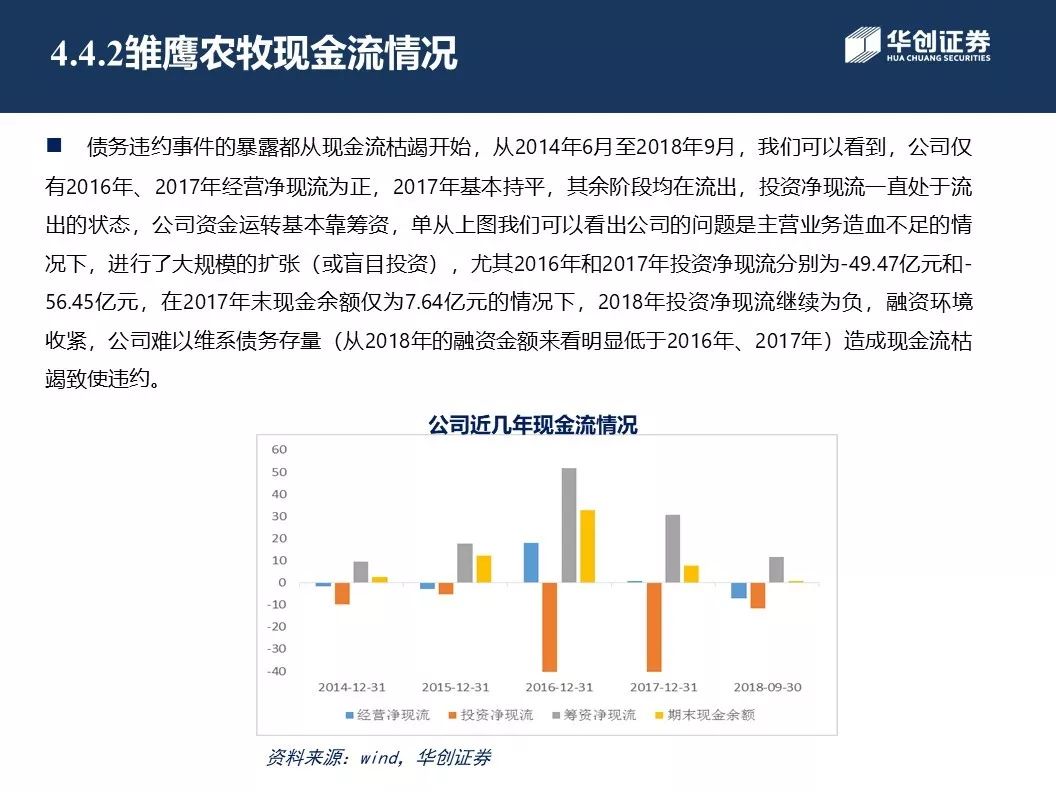 4.4.2雏鹰农牧现金流情况
华创证券
HUA CHUANG SECURITIES
■ 债务违约事件的暴露都从现金流枯竭开始，从2014年6月至2018年9月，我们可以看到，公司仅
有2016年、2017年经营净现流为正，2017年基本持平，其余阶段均在流出，投资净现流一直处于流
出的状态，公司资金运转基本靠筹资，单从上图我们可以看出公司的问题是主营业务造血不足的情
况下，进行了大规模的扩张（或盲目投资），尤其2016年和2017年投资净现流分别为-49.47亿元和-
56.45亿元，在2017年末现金余额仅为7.64亿元的情况下，2018年投资净现流继续为负，融资环境
收紧，公司难以维系债务存量（从2018年的融资金额来看明显低于2016年、2017年）造成现金流枯
竭致使违约。
公司近几年现金流情况
60
50
40
30
20
10
0
-10
-20
-30
-40
2014-12-31 2015-12-31 2016-12-31 2017-12-31 2018-09-30
经营净现流 投资净现流 筹资净现流 期末现金余额
资料来源：wind，华创证券